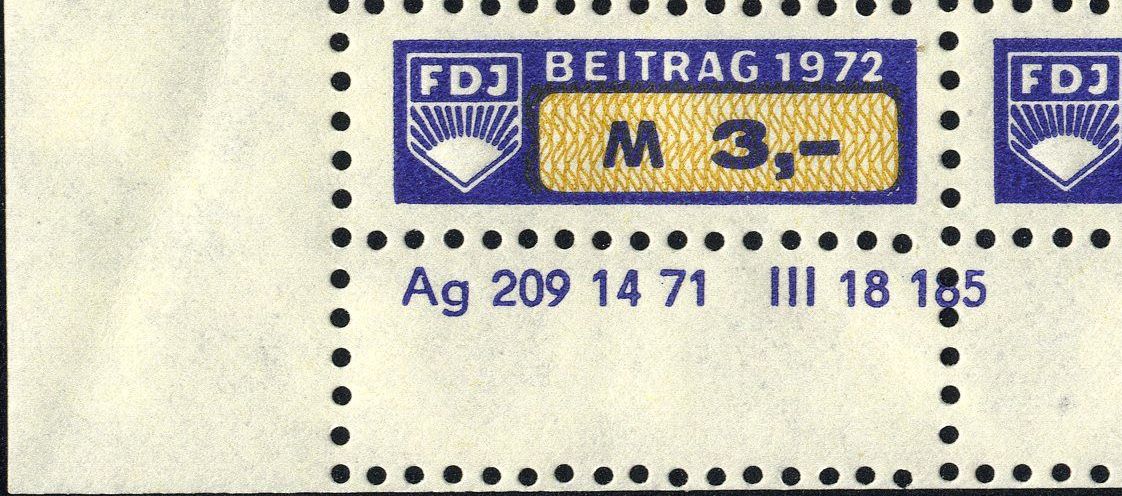 FDJ BEITRAG 1972 FDJ
M 3,–
Ag 209 14 71 III 18 185